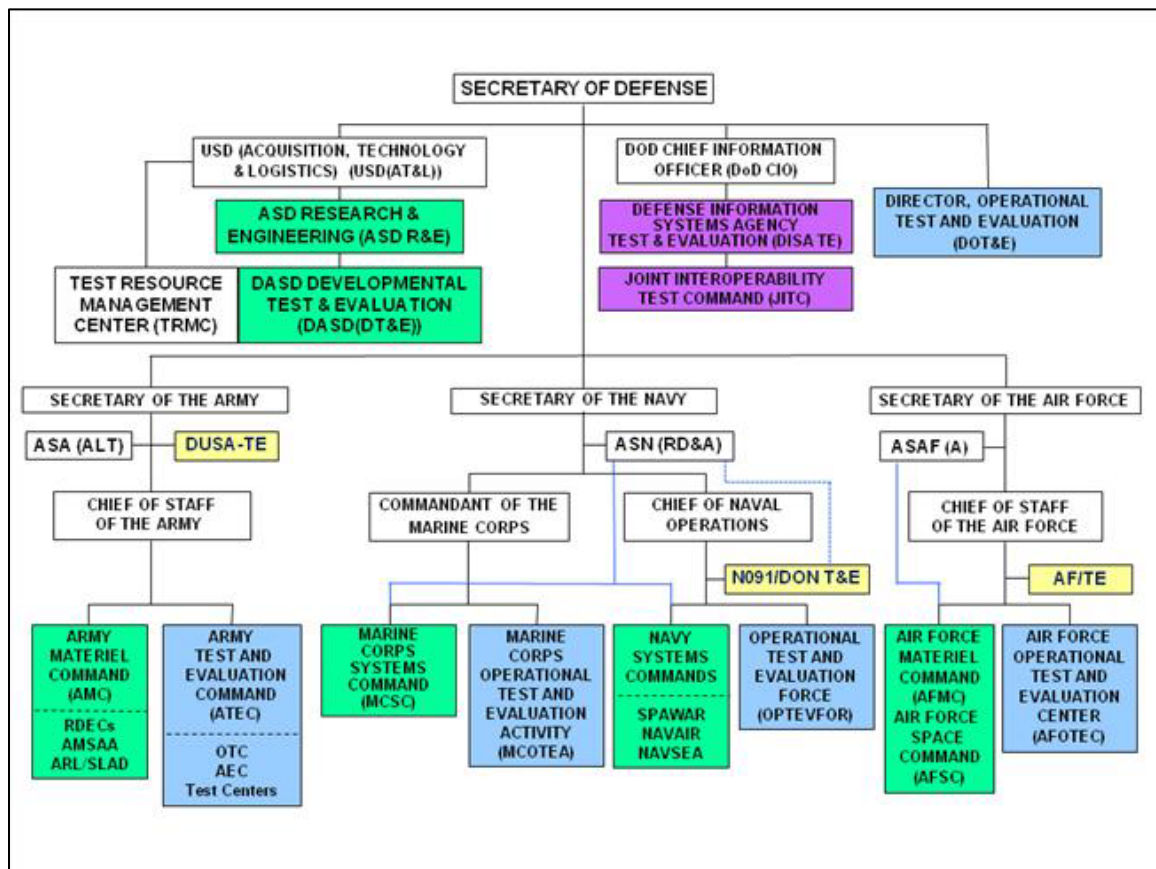 SECRETARY OF DEFENSE
USD (ACQUISITION, TECHNOLOGY
& LOGISTICS) (USD(AT&L))
DOD CHIEF INFORMATION
OFFICER (DoD CIO)
ASD RESEARCH &
ENGINEERING (ASD R&E)
DEFENSE INFORMATION
SYSTEMS AGENCY
TEST & EVALUATION (DISA TE)
DIRECTOR, OPERATIONAL
TEST AND EVALUATION
(DOT&E)
TEST RESOURCE
MANAGEMENT
CENTER (TRMC)
DASD DEVELOPMENTAL
TEST & EVALUATION
(DASD(DT&E))
JOINT INTEROPERABILITY
TEST COMMAND (JITC)
SECRETARY OF THE ARMY
SECRETARY OF THE NAVY
SECRETARY OF THE AIR FORCE
ASA (ALT)
DUSA-TE
ASN (RD&A)
ASAF (A)
CHIEF OF STAFF
OF THE ARMY
COMMANDANT OF THE
MARINE CORPS
CHIEF OF NAVAL
OPERATIONS
CHIEF OF STAFF
OF THE AIR FORCE
N091/DON T&E
AF/TE
ARMY
MATERIEL
COMMAND
(AMC)
RDECs
AMSAA
ARL/SLAD
ARMY
TEST AND
EVALUATION
COMMAND
(ATEC)
OTC
AEC
Test Centers
MARINE
CORPS
SYSTEMS
COMMAND
(MCSC)
MARINE
CORPS
OPERATIONAL
TEST AND
EVALUATION
ACTIVITY
(MCOTEA)
NAVY
SYSTEMS
COMMANDS
SPAWAR
NAVAIR
NAVSEA
OPERATIONAL
TEST AND
EVALUATION
FORCE
(OPTEVFOR)
AIR FORCE
MATERIEL
COMMAND
(AFMC)
AIR FORCE
SPACE
COMMAND
(AFSC)
AIR FORCE
OPERATIONAL
TEST AND
EVALUATION
CENTER
(AFOTEC)